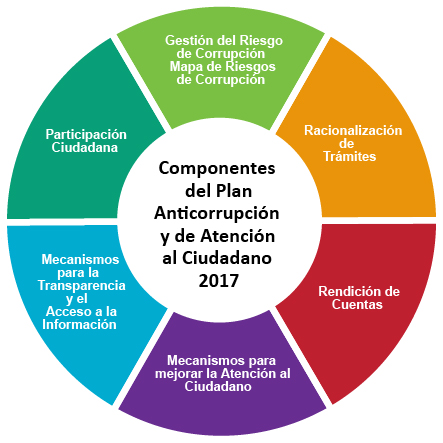 Gestión del Riesgo
de Corrupción
Mapa de Riesgos
de Corrupción
Racionalización
de
Trámites
Rendición de
Cuentas
Mecanismos para
mejorar la Atención al
Ciudadano
Mecanismos
para la
Transparencia
y el
Acceso a la
Información
Participación
Ciudadana
Componentes
del Plan
Anticorrupción
y de Atención
al Ciudadano
2017